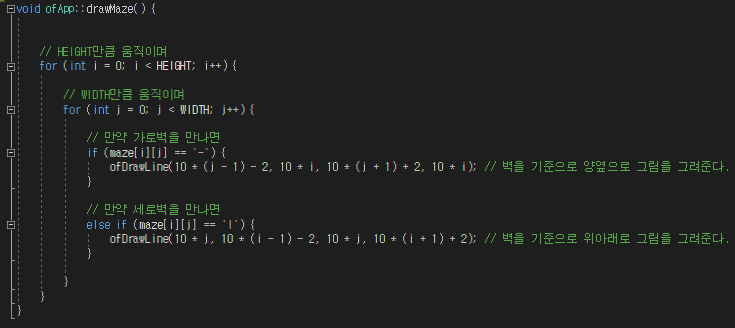 void ofApp::drawMaze() {
// HEIGHT만큼 움직이며
for (int i = 0; i < HEIGHT; i++) {
// WIDTH만큼 움직이며
for (int j = 0; j < WIDTH; j++) {
// 만약 가로벽을 만나면
if (maze[i][j] == '-') {
ofDrawLine(10 * (j - 1) - 2, 10 * i, 10 * (j + 1) + 2, 10 * i); // 벽을 기준으로 양옆으로 그림을 그려준다.
}
// 만약 세로벽을 만나면
else if (maze[i][j] == '|') {
ofDrawLine(10 * j, 10 * (i - 1) - 2, 10 * j, 10 * (i + 1) + 2); // 벽을 기준으로 위아래로 그림을 그려준다.
}
}
}
}